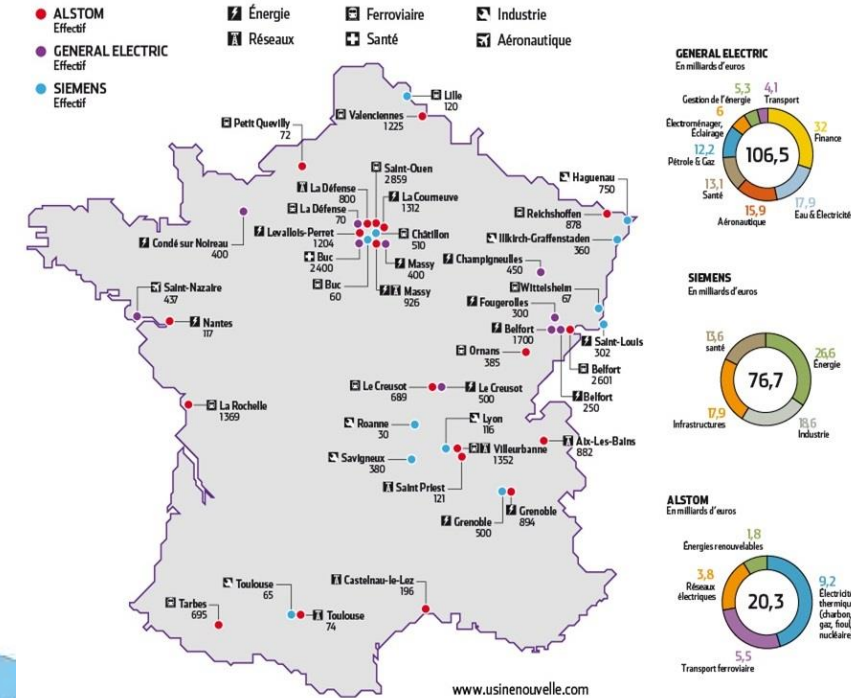 ALSTOM
Effectif
GENERAL ELECTRIC
Effectif
SIEMENS
Effectif
Énergie
Réseaux
Ferroviaire
Santé
Industrie
Aéronautique
Lille
120
Valenciennes
1225
Petit Quevilly
72
Saint-Ouen
2859
La Défense
800
La Courneuve
1312
La Défense
70
Levallois-Perret
1204
Châtillon
510
Condé sur Noireau
400
Buc
2400
Massy
400
Buc
60
Massy
926
Haguenau
750
Reichshoffen
878
Illkirch-Graffenstaden
360
Champigneulles
450
Wittelsheim
67
Fougerolles
300
Saint-Nazaire
437
Nantes
117
Belfort
1700
Saint-Louis
302
Ornans
385
Belfort
2601
Belfort
250
Le Creusot
689
Le Creusot
500
La Rochelle
1369
Roanne
30
Lyon
116
Villeurbanne
1352
Aix-Les-Bains
882
Savigneux
380
Saint Priest
121
Grenoble
500
Grenoble
894
Toulouse
65
Castelnau-le-Lez
196
Tarbes
695
Toulouse
74
www.usinenouvelle.com
GENERAL ELECTRIC
En milliards d'euros
5,3
Gestion de l'énergie
4,1
Transport
6
Électroménager,
Éclairage
32
Finance
12,2
Pétrole & Gaz
106,5
13,1
Santé
15,9
Aéronautique
17,9
Eau & Électricité
SIEMENS
En milliards d'euros
13,6
santé
26,6
Énergie
76,7
17,9
Infrastructures
18,6
Industrie
ALSTOM
En milliards d'euros
1,8
Énergies renouvelables
3,8
Réseaux
électriques
9,2
Électricité
thermique
(charbon,
gaz, fioul,
nucléaire
20,3
5,5
Transport ferroviaire